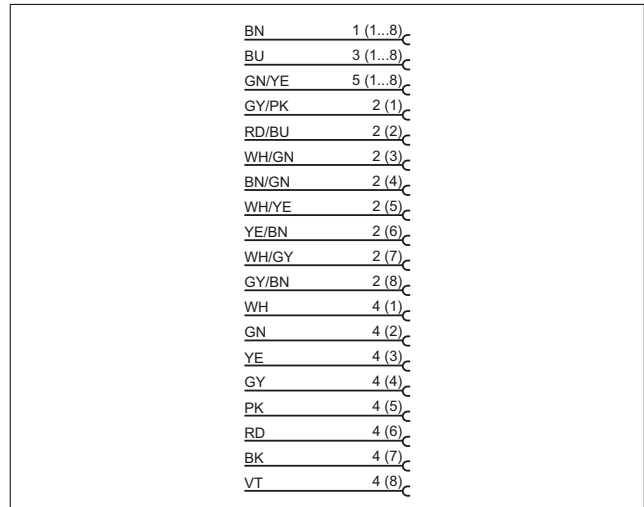 BN 1 (1...8)
BU 3 (1...8)
GN/YE 5 (1...8)
GY/PK 2 (1)
RD/BU 2 (2)
WH/GN 2 (3)
BN/GN 2 (4)
WH/YE 2 (5)
YE/BN 2 (6)
WH/GY 2 (7)
GY/BN 2 (8)
WH 4 (1)
GN 4 (2)
YE 4 (3)
GY 4 (4)
PK 4 (5)
RD 4 (6)
BK 4 (7)
VT 4 (8)